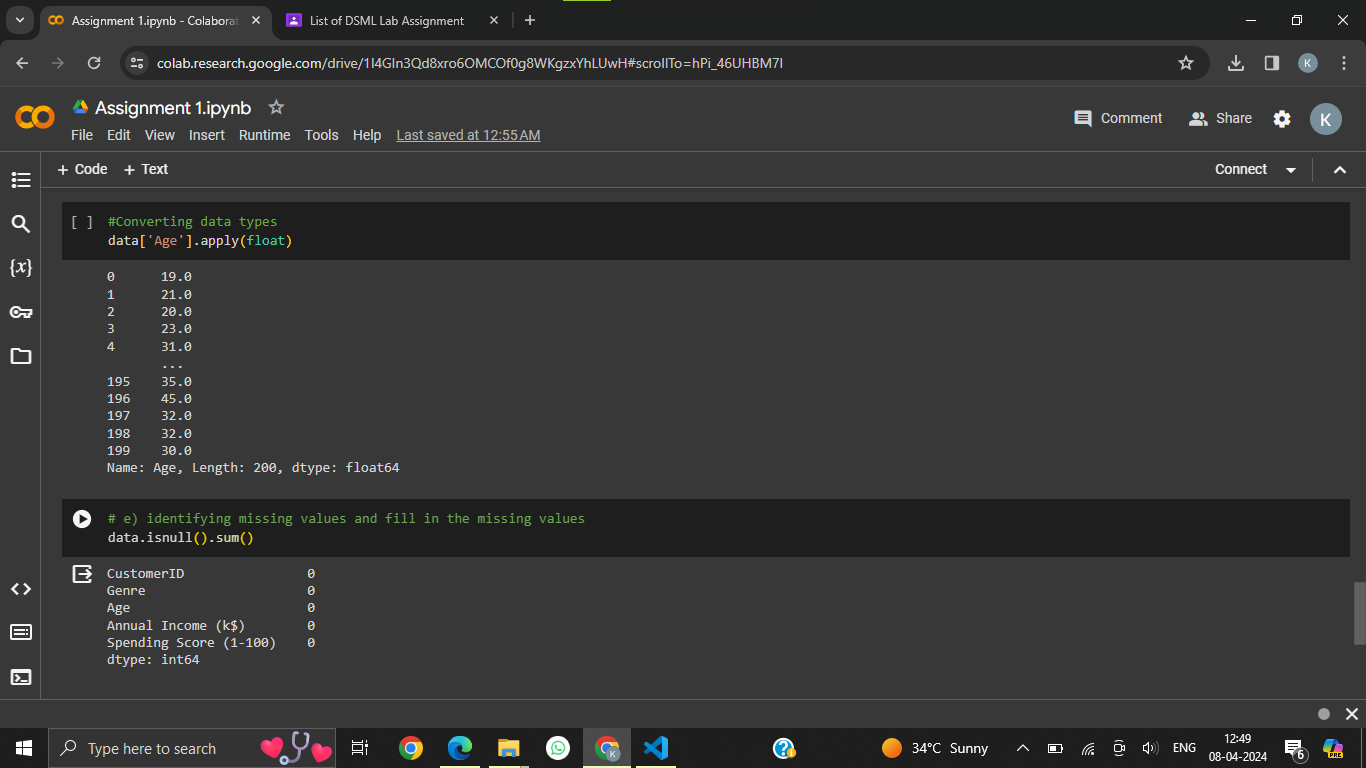 Assignment 1.ipynb - Colaborat
List of DSML Lab Assignment
colab.research.google.com/drive/1I4GIn3Qd8xro6OMCOf0g8WKgzxYhLUwH#scrollTo=hPi_46UHBM7I
K
Assignment 1.ipynb
File Edit View Insert Runtime Tools Help Last saved at 12:55 AM
Comment Share K
+ Code + Text
Connect
[ ] #Converting data types
data['Age'].apply(float)
0 19.0
1 21.0
2 20.0
3 23.0
4 31.0
...
195 35.0
196 45.0
197 32.0
198 32.0
199 30.0
Name: Age, Length: 200, dtype: float64
# e) identifying missing values and fill in the missing values
data.isnull().sum()
CustomerID 0
Genre 0
Age 0
Annual Income (k$) 0
Spending Score (1-100) 0
dtype: int64
{x}
Type here to search
K
34°C Sunny
ENG
12:49
08-04-2024
6
PRE